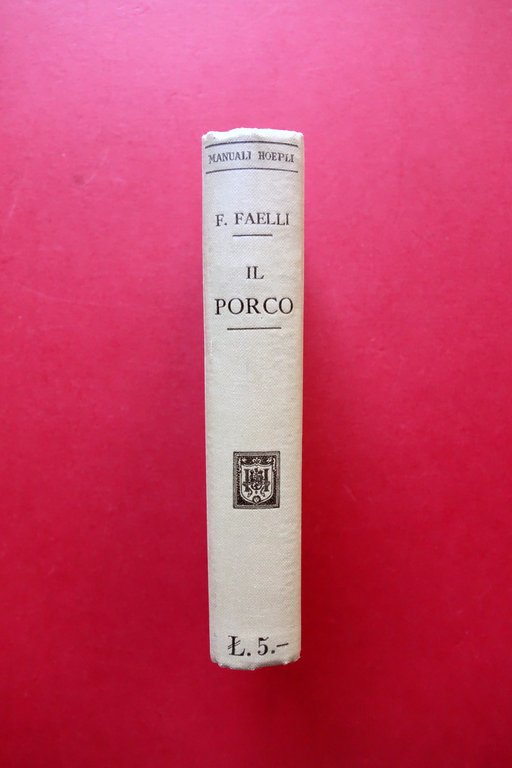 MANUALI HOEPLI
F. FAELLI
IL
PORCO
Ł. 5.–